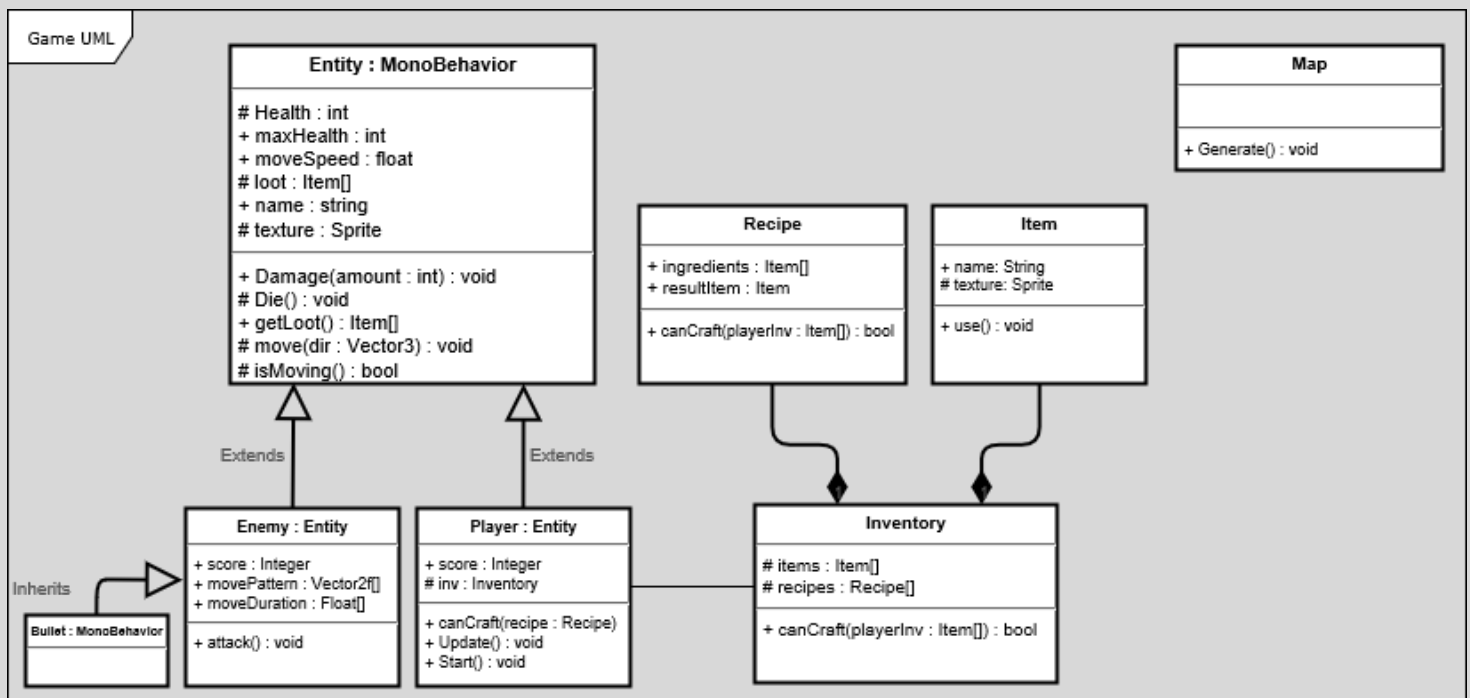 Game UML
Entity : MonoBehavior
# Health : int
+ maxHealth : int
+ moveSpeed : float
# loot : Item[]
+ name : string
# texture : Sprite
+ Damage(amount : int) : void
# Die() : void
+ getLoot() : Item[]
# move(dir : Vector3) : void
# isMoving() : bool
Map
+ Generate() : void
Recipe
+ ingredients : Item[]
+ resultItem : Item
+ canCraft(playerInv : Item[]) : bool
Item
+ name: String
# texture: Sprite
+ use() : void
Extends
Extends
Enemy : Entity
+ score : Integer
+ movePattern : Vector2f[]
+ moveDuration : Float[]
+ attack() : void
Player : Entity
+ score : Integer
# inv : Inventory
+ canCraft(recipe : Recipe)
+ Update() : void
+ Start() : void
1
1
Inventory
# items : Item[]
# recipes : Recipe[]
+ canCraft(playerInv : Item[]) : bool
Inherits
Bullet : MonoBehavior